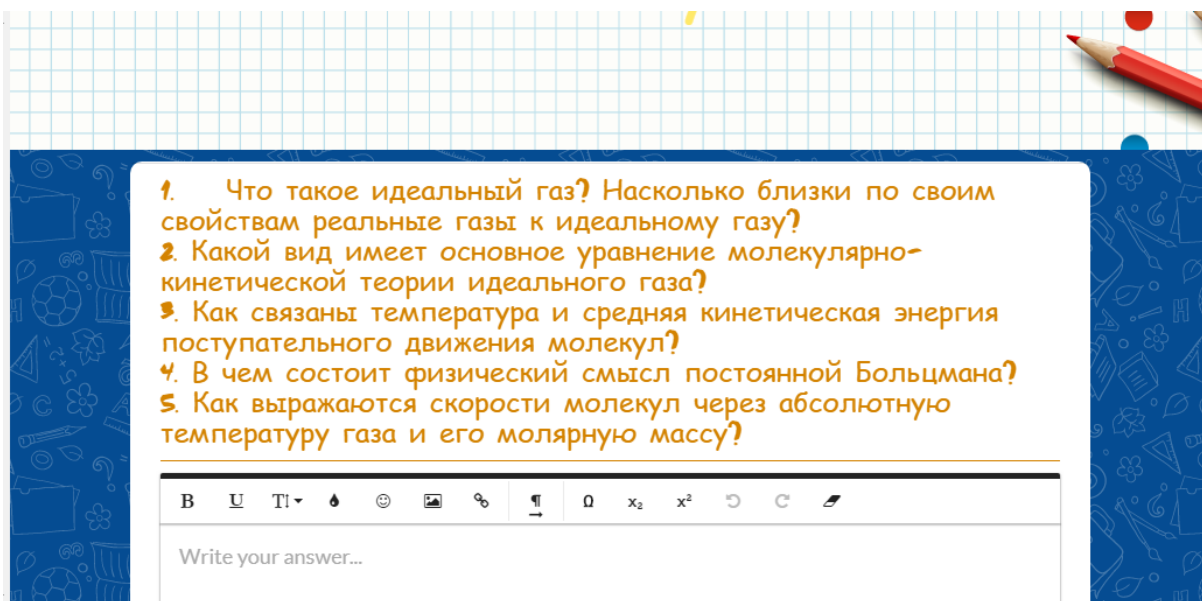 1. Что такое идеальный газ? Насколько близки по своим
свойствам реальные газы к идеальному газу?
2. Какой вид имеет основное уравнение молекулярно-
кинетической теории идеального газа?
3. Как связаны температура и средняя кинетическая энергия
поступательного движения молекул?
4. В чем состоит физический смысл постоянной Больцмана?
5. Как выражаются скорости молекул через абсолютную
температуру газа и его молярную массу?
B U TI ¶ Ω x₂ x²
Write your answer...